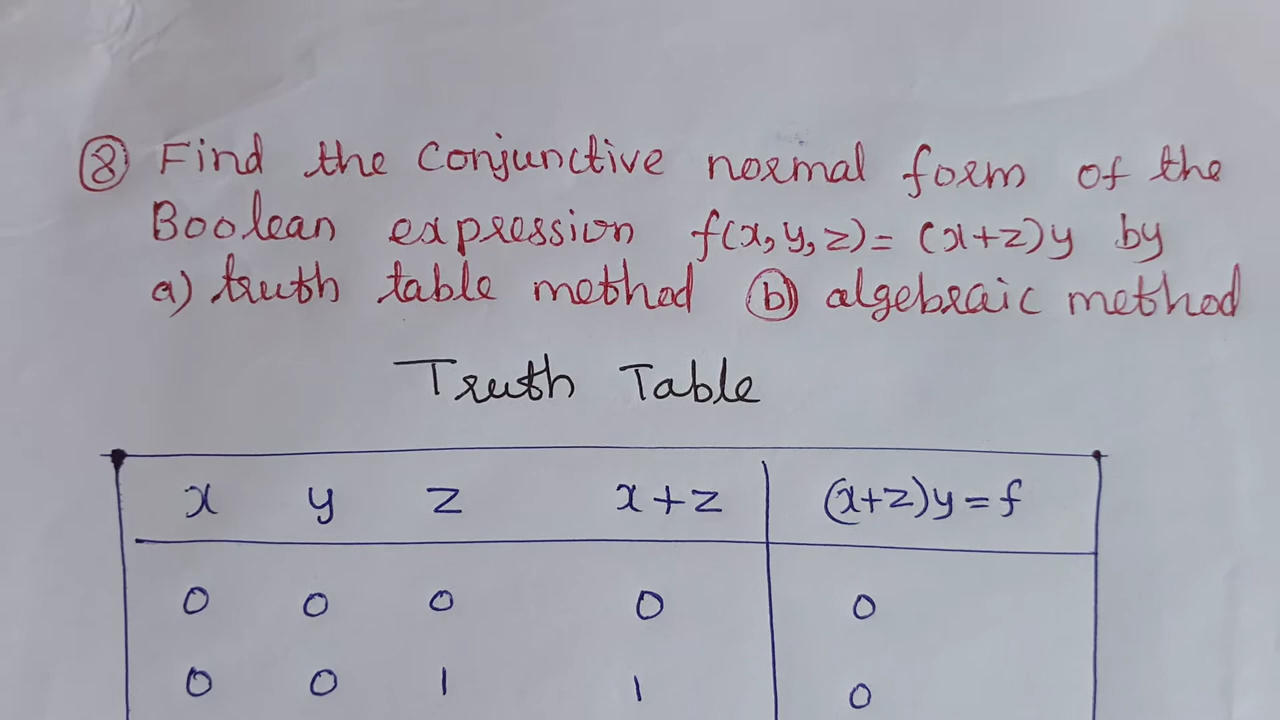 ⑧ Find the conjunctive normal form of the
Boolean expression f(x, y, z) = (x+z)y by
a) truth table method ⓑ algebraic method
Truth Table
x y z x+z (x+z)y = f
0 0 0 0 0
0 0 1 1 0